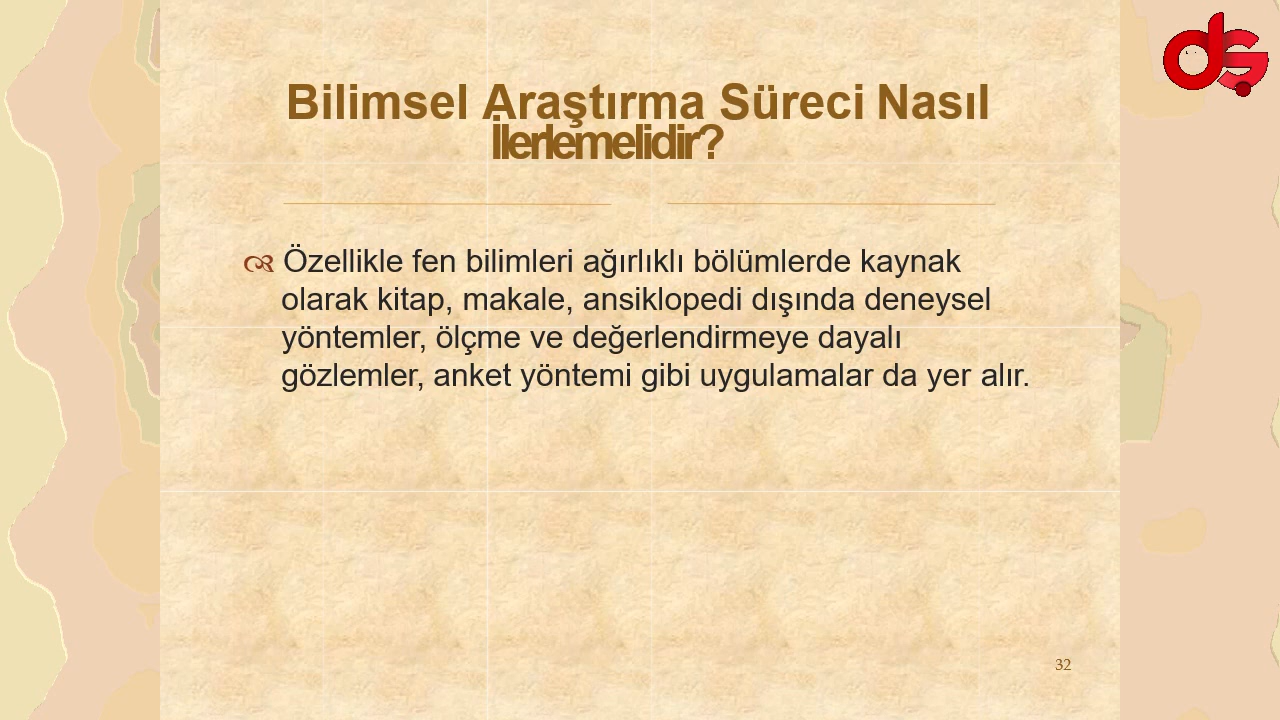 Bilimsel Araştırma Süreci Nasıl
İlerlemelidir?
Özellikle fen bilimleri ağırlıklı bölümlerde kaynak
olarak kitap, makale, ansiklopedi dışında deneysel
yöntemler, ölçme ve değerlendirmeye dayalı
gözlemler, anket yöntemi gibi uygulamalar da yer alır.
32